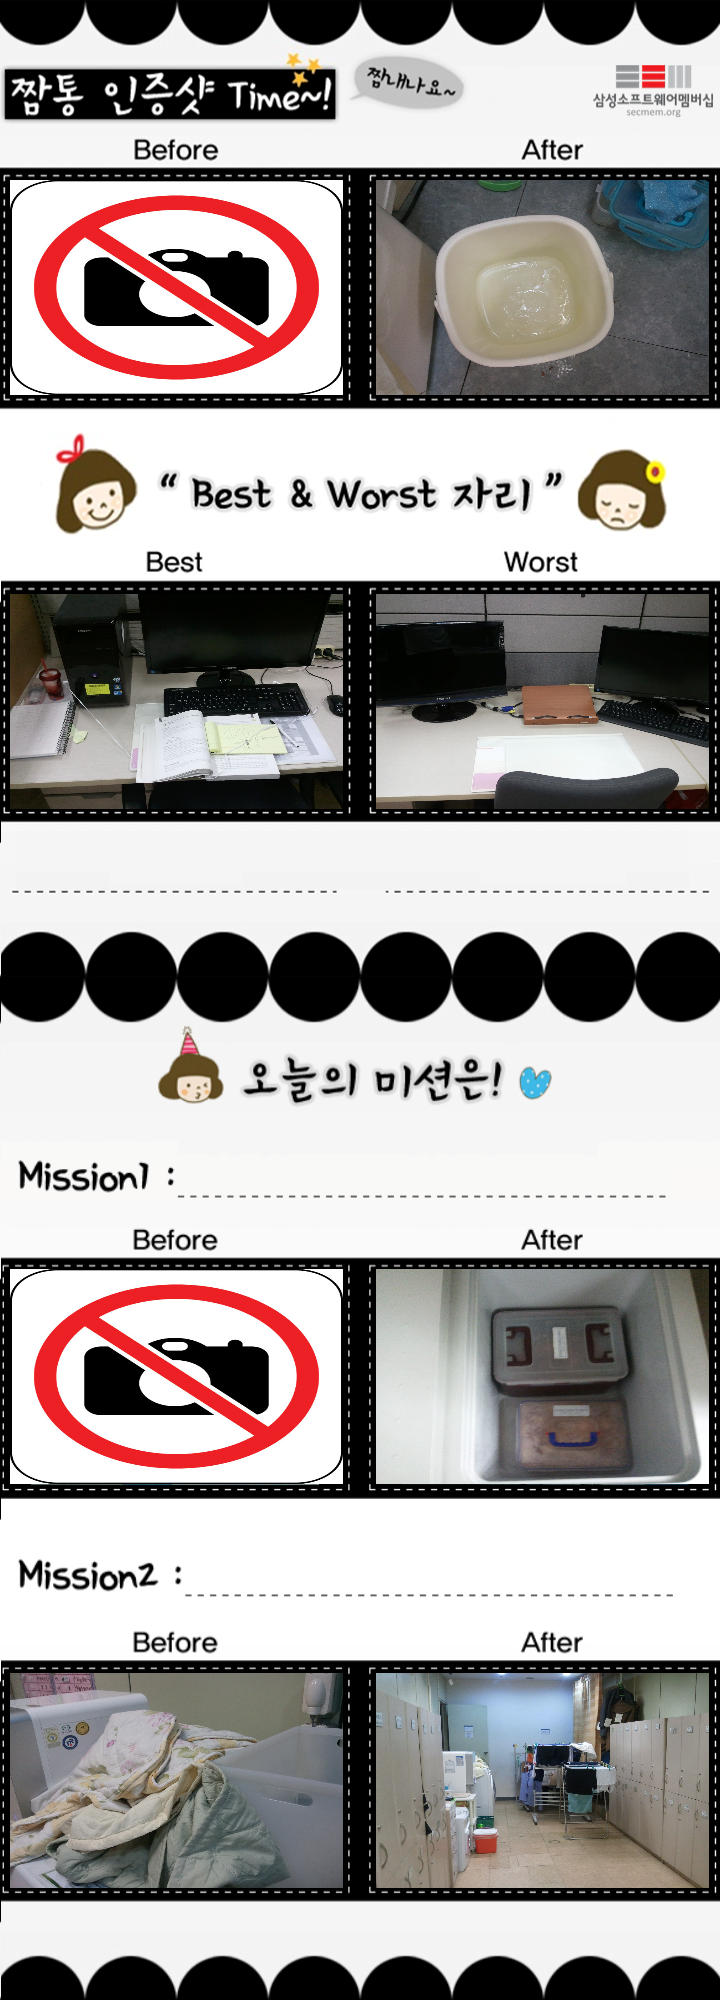 짬통 인증샷 Time~!
짬내나요~
삼성소프트웨어멤버십
secmem.org
Before After
“ Best & Worst 자리 ”
Best Worst
오늘의 미션은!
Mission1 :
Before After
Mission2 :
Before After